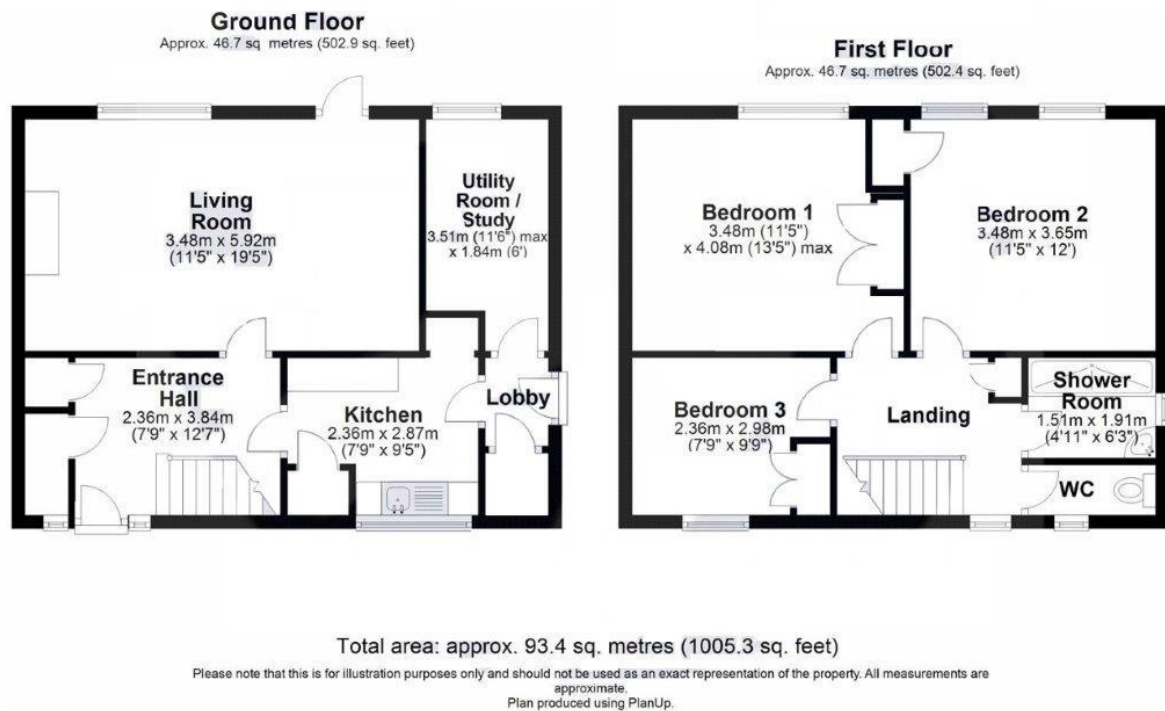 Ground Floor
Approx. 46.7 sq. metres (502.9 sq. feet)
Living
Room
3.48m x 5.92m
(11'5" x 19'5")
Utility
Room /
Study
3.51m (11'6") max
x 1.84m (6')
Entrance
Hall
2.36m x 3.84m
(7'9" x 12'7")
Kitchen
2.36m x 2.87m
(7'9" x 9'5")
Lobby
First Floor
Approx. 46.7 sq. metres (502.4 sq. feet)
Bedroom 1
3.48m (11'5")
x 4.08m (13'5") max
Bedroom 2
3.48m x 3.65m
(11'5" x 12')
Bedroom 3
2.36m x 2.98m
(7'9" x 9'9")
Landing
Shower
Room
1.51m x 1.91m
(4'11" x 6'3")
WC
Total area: approx. 93.4 sq. metres (1005.3 sq. feet)
Please note that this is for illustration purposes only and should not be used as an exact representation of the property. All measurements are
approximate.
Plan produced using PlanUp.